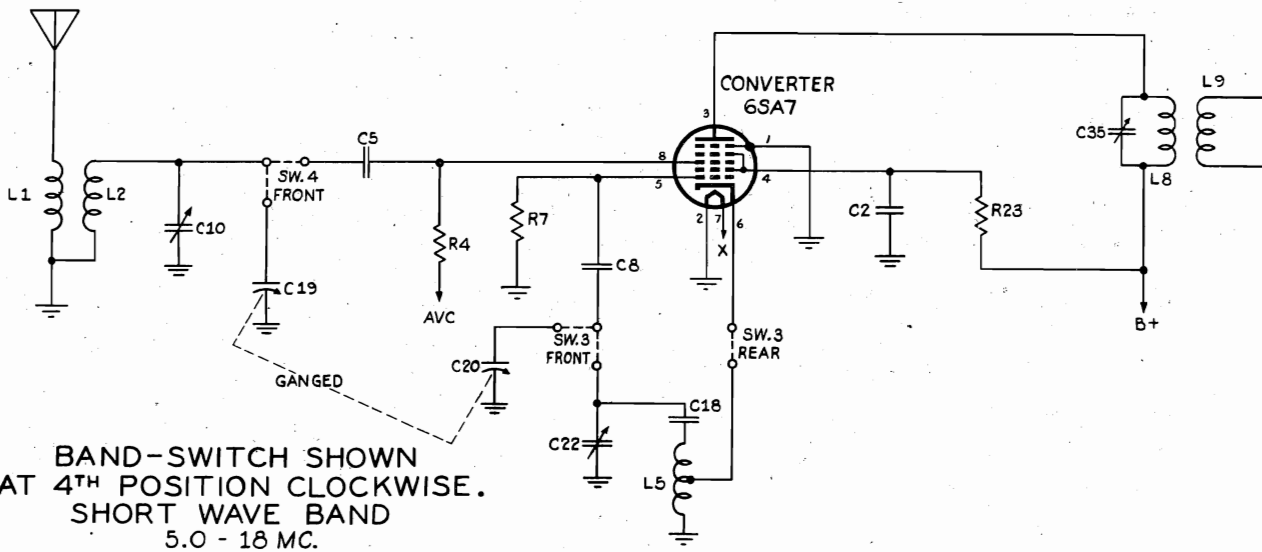 CONVERTER
6SA7
L9
3
C35
L8
C5
8
1
5
4
2
7
6
X
SW.4
FRONT
L1
L2
C10
R4
R7
C2
R23
C8
C19
AVC
B+
SW.3
FRONT
SW.3
REAR
C20
GANGED
C18
C22
L5
BAND-SWITCH SHOWN
AT 4TH POSITION CLOCKWISE.
SHORT WAVE BAND
5.0 - 18 MC.